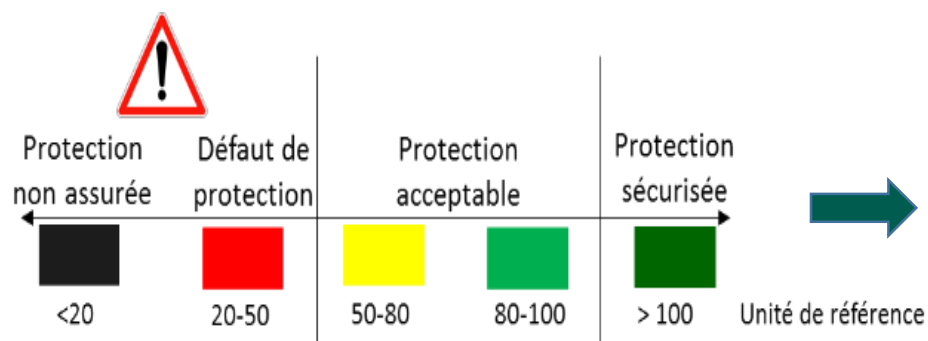 Protection
non assurée
Défaut de
protection
Protection
acceptable
Protection
sécurisée
<20
20-50
50-80
80-100
> 100
Unité de référence